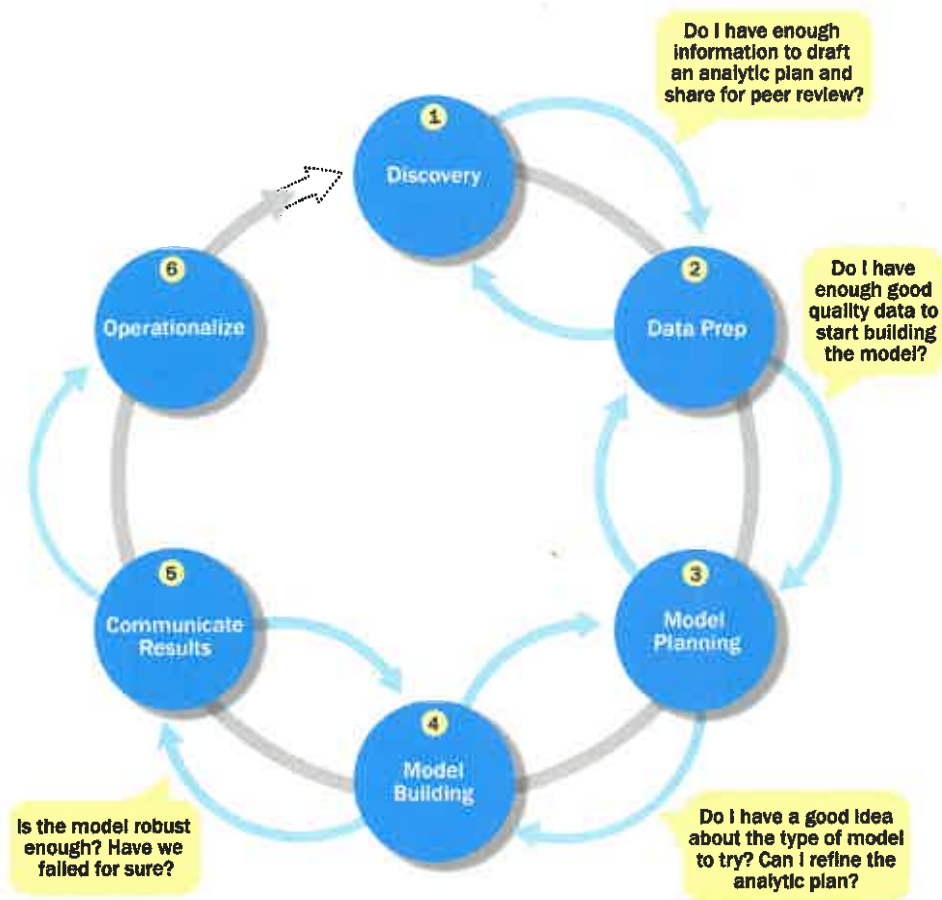 Do I have enough
information to draft
an analytic plan and
share for peer review?
1
Discovery
2
Data Prep
Do I have
enough good
quality data to
start building
the model?
3
Model
Planning
Do I have a good idea
about the type of model
to try? Can I refine the
analytic plan?
4
Model
Building
Is the model robust
enough? Have we
failed for sure?
5
Communicate
Results
6
Operationalize